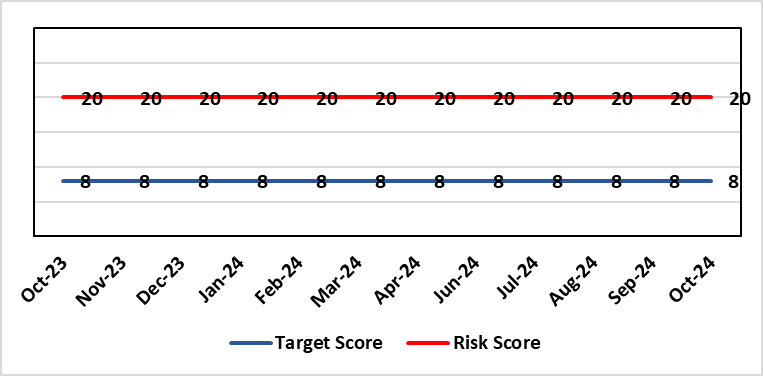 20 20 20 20 20 20 20 20 20 20 20 20
8 8 8 8 8 8 8 8 8 8 8 8
Oct-23 Nov-23 Dec-23 Jan-24 Feb-24 Mar-24 Apr-24 Jun-24 Jul-24 Aug-24 Sep-24 Oct-24
Target Score Risk Score